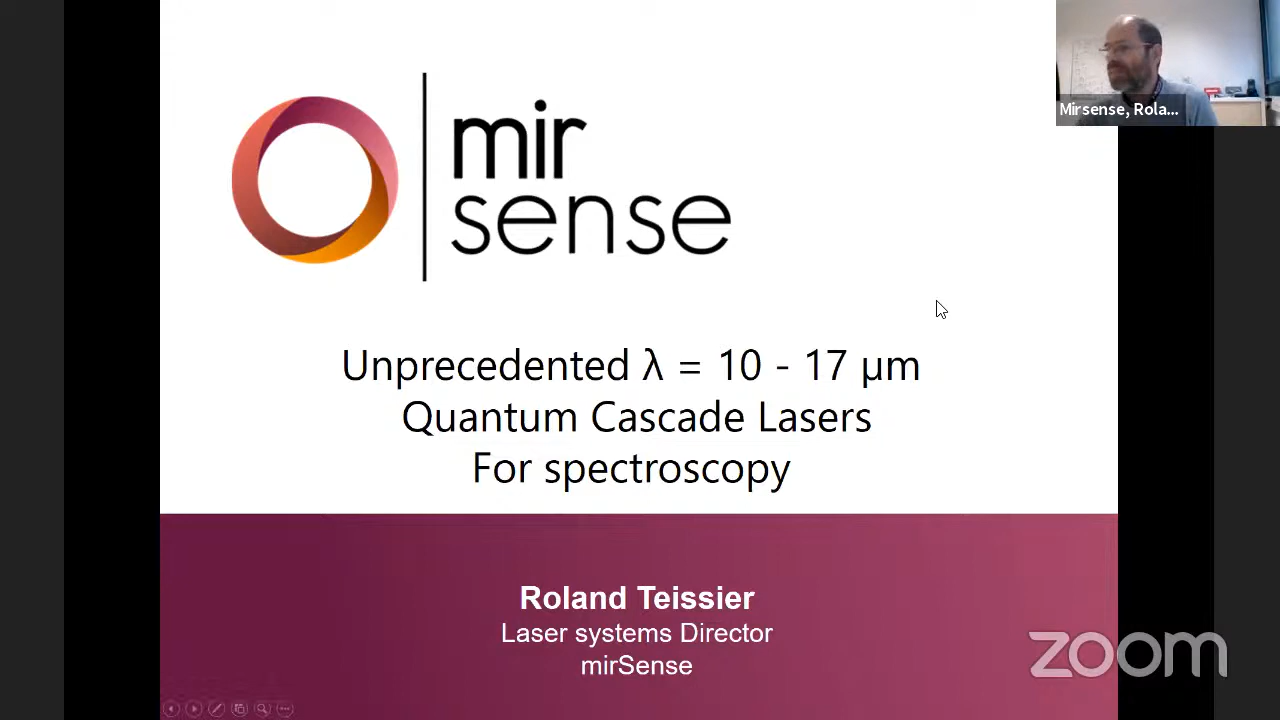 mir
sense
Mirsense, Rola...
Unprecedented λ = 10 - 17 µm
Quantum Cascade Lasers
For spectroscopy
Roland Teissier
Laser systems Director
mirSense
zoom